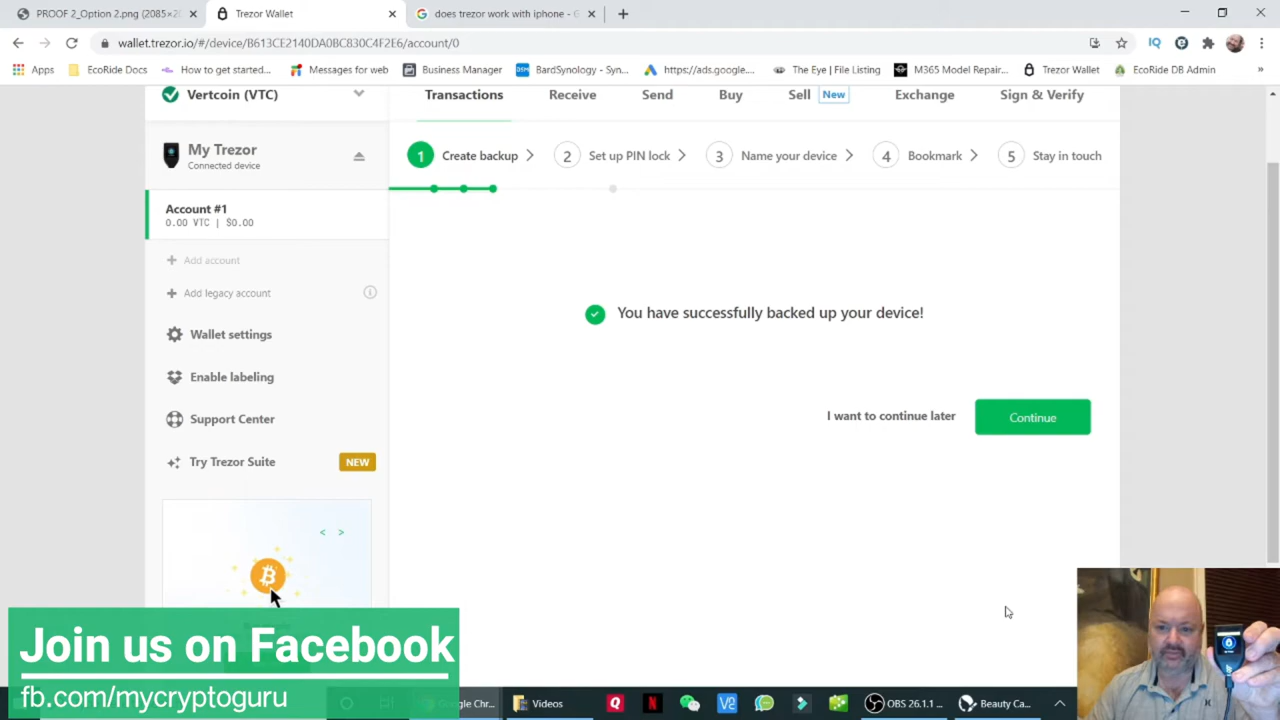 PROOF 2_Option 2.png (2085×20
Trezor Wallet
does trezor work with iphone - G
wallet.trezor.io/#/device/B613CE2140DA0BC830C4F2E6/account/0
Apps
EcoRide Docs
How to get started...
Messages for web
Business Manager
BardSynology - Syn...
https://ads.google...
The Eye | File Listing
M365 Model Repair...
Trezor Wallet
EcoRide DB Admin
Vertcoin (VTC)
Transactions
Receive
Send
Buy
Sell
New
Exchange
Sign & Verify
My Trezor
Connected device
1 Create backup
2 Set up PIN lock
3 Name your device
4 Bookmark
5 Stay in touch
Account #1
0.00 VTC | $0.00
+ Add account
+ Add legacy account
Wallet settings
Enable labeling
Support Center
Try Trezor Suite
NEW
You have successfully backed up your device!
I want to continue later
Continue
Join us on Facebook
fb.com/mycryptoguru
Google Chr...
Videos
OBS 26.1.1 ...
Beauty Ca...